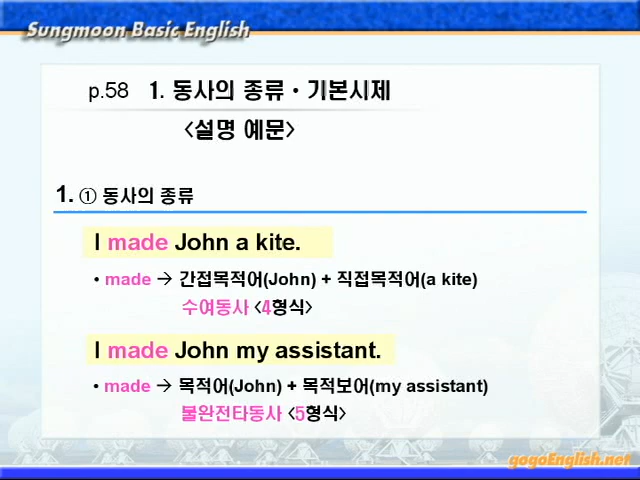 Sungmoon Basic English
p.58 1. 동사의 종류 • 기본시제
<설명 예문>
1. ① 동사의 종류
I made John a kite.
• made → 간접목적어(John) + 직접목적어(a kite)
수여동사 <4형식>
I made John my assistant.
• made → 목적어(John) + 목적보어(my assistant)
불완전타동사 <5형식>
gogoEnglish.net